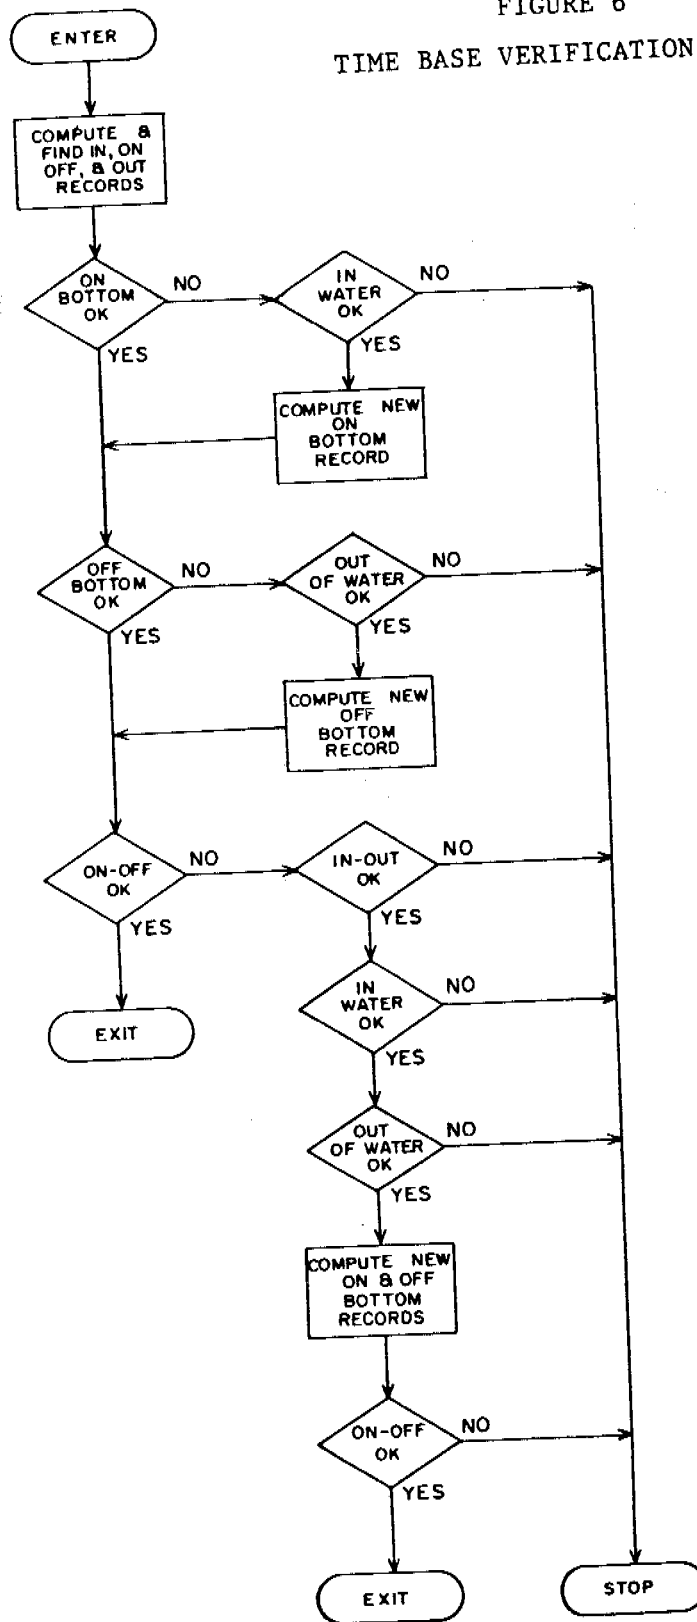 FIGURE 6
TIME BASE VERIFICATION
ENTER
COMPUTE &
FIND IN, ON
OFF, & OUT
RECORDS
ON
BOTTOM
OK
NO
YES
IN
WATER
OK
NO
YES
COMPUTE NEW
ON
BOTTOM
RECORD
OFF
BOTTOM
OK
NO
YES
OUT
OF WATER
OK
NO
YES
COMPUTE NEW
OFF
BOTTOM
RECORD
ON-OFF
OK
NO
YES
EXIT
IN-OUT
OK
NO
YES
IN
WATER
OK
NO
YES
OUT
OF WATER
OK
NO
YES
COMPUTE NEW
ON & OFF
BOTTOM
RECORDS
ON-OFF
OK
NO
YES
EXIT
STOP